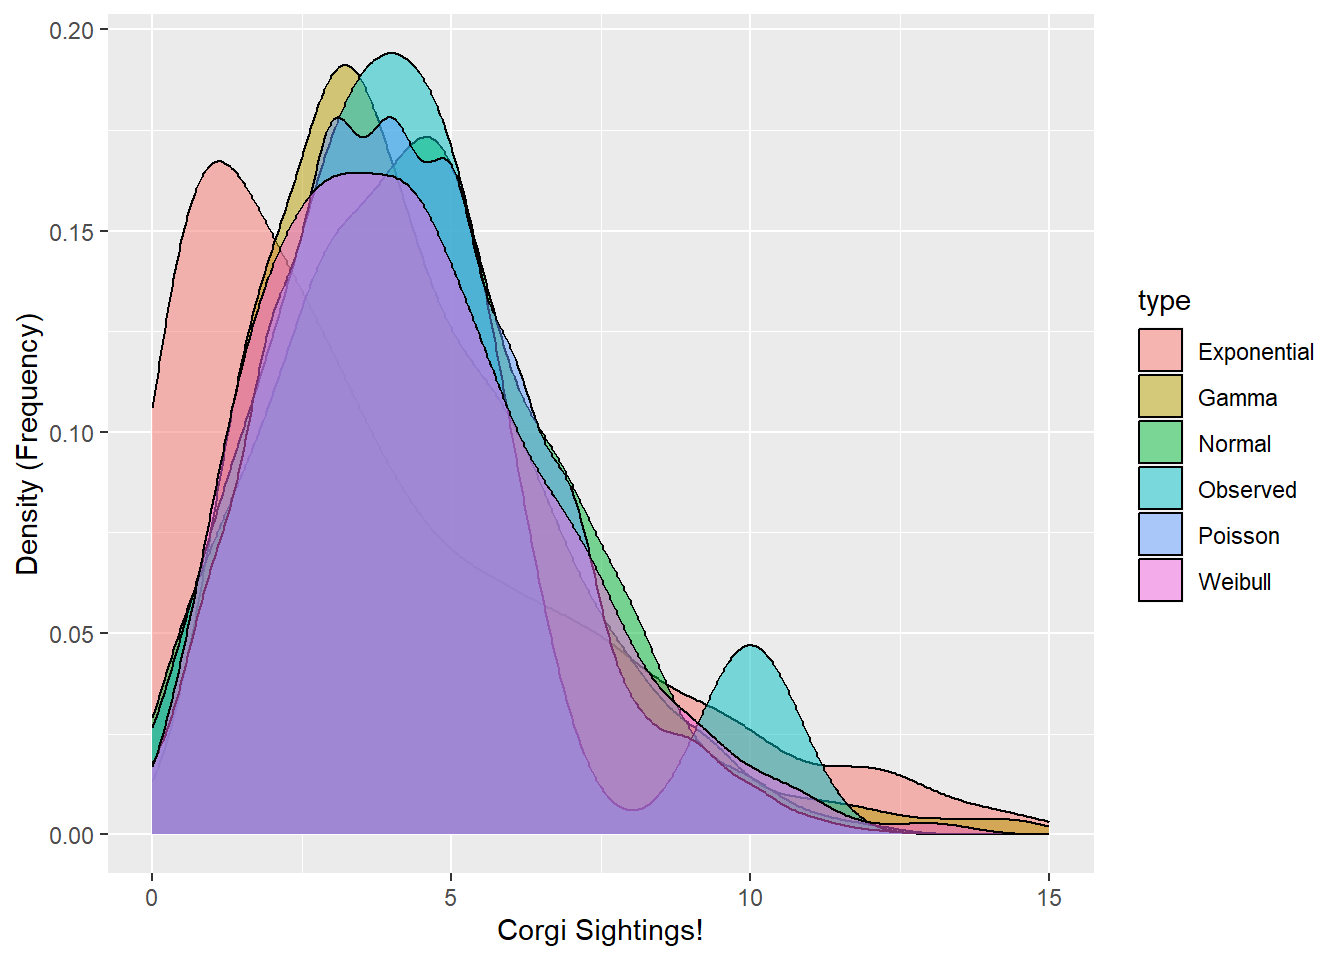 0.20
0.15
0.10
0.05
0.00
Density (Frequency)
0
5
10
15
Corgi Sightings!
type
Exponential
Gamma
Normal
Observed
Poisson
Weibull